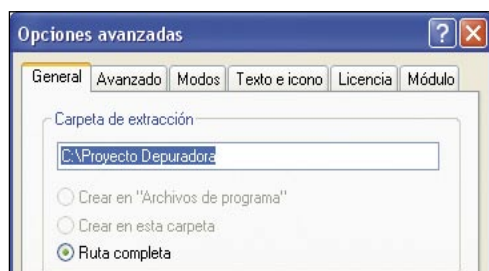 Opciones avanzadas
General Avanzado Modos Texto e icono Licencia Módulo
Carpeta de extracción
C:\Proyecto Depuradora
Crear en "Archivos de programa"
Crear en esta carpeta
Ruta completa